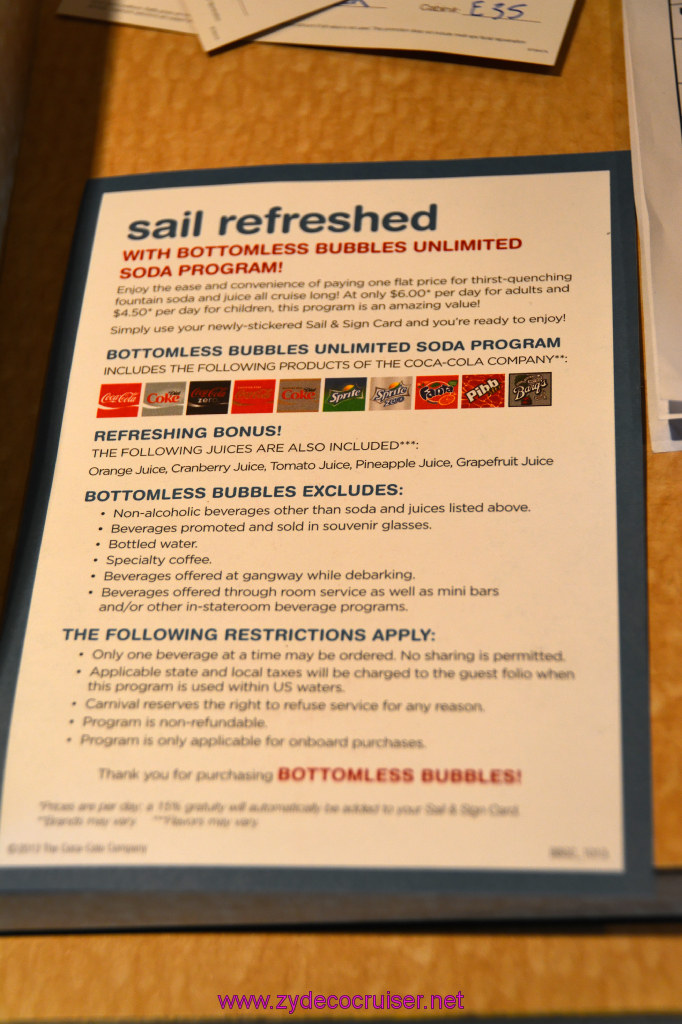 Cabin: E35
sail refreshed
WITH BOTTOMLESS BUBBLES UNLIMITED
SODA PROGRAM!
Enjoy the ease and convenience of paying one flat price for thirst-quenching
fountain soda and juice all cruise long! At only $6.00* per day for adults and
$4.50* per day for children, this program is an amazing value!
Simply use your newly-stickered Sail & Sign Card and you're ready to enjoy!
BOTTOMLESS BUBBLES UNLIMITED SODA PROGRAM
INCLUDES THE FOLLOWING PRODUCTS OF THE COCA-COLA COMPANY**:
Coca-Cola Diet Coke Coca-Cola zero Diet Coke Sprite Sprite ZERO Fanta Pibb Barq's
REFRESHING BONUS!
THE FOLLOWING JUICES ARE ALSO INCLUDED***:
Orange Juice, Cranberry Juice, Tomato Juice, Pineapple Juice, Grapefruit Juice
BOTTOMLESS BUBBLES EXCLUDES:
• Non-alcoholic beverages other than soda and juices listed above.
• Beverages promoted and sold in souvenir glasses.
• Bottled water.
• Specialty coffee.
• Beverages offered at gangway while debarking.
• Beverages offered through room service as well as mini bars
and/or other in-stateroom beverage programs.
THE FOLLOWING RESTRICTIONS APPLY:
• Only one beverage at a time may be ordered. No sharing is permitted.
• Applicable state and local taxes will be charged to the guest folio when
this program is used within US waters.
• Carnival reserves the right to refuse service for any reason.
• Program is non-refundable.
• Program is only applicable for onboard purchases.
Thank you for purchasing BOTTOMLESS BUBBLES!
*Prices are per day; a 15% gratuity will automatically be added to your Sail & Sign Card.
**Brands may vary ***Flavors may vary
The Coca-Cola Company
www.zydecocruiser.net